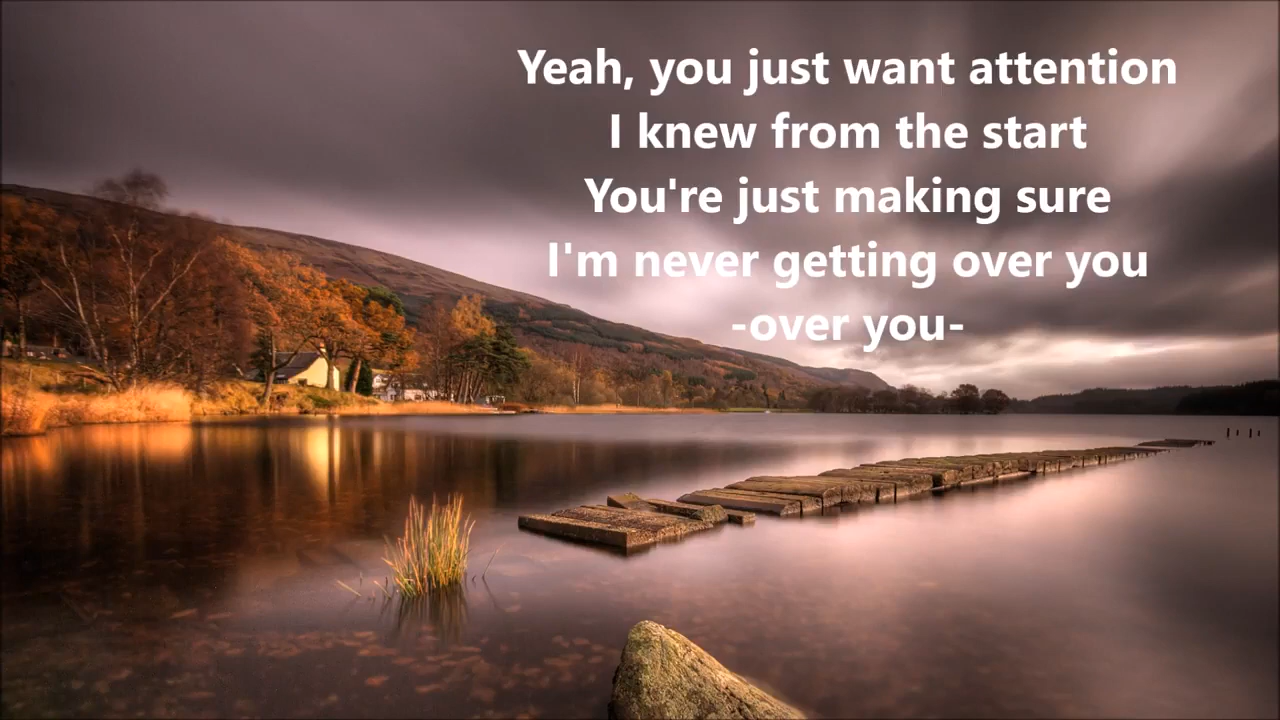 Yeah, you just want attention
I knew from the start
You're just making sure
I'm never getting over you
-over you-